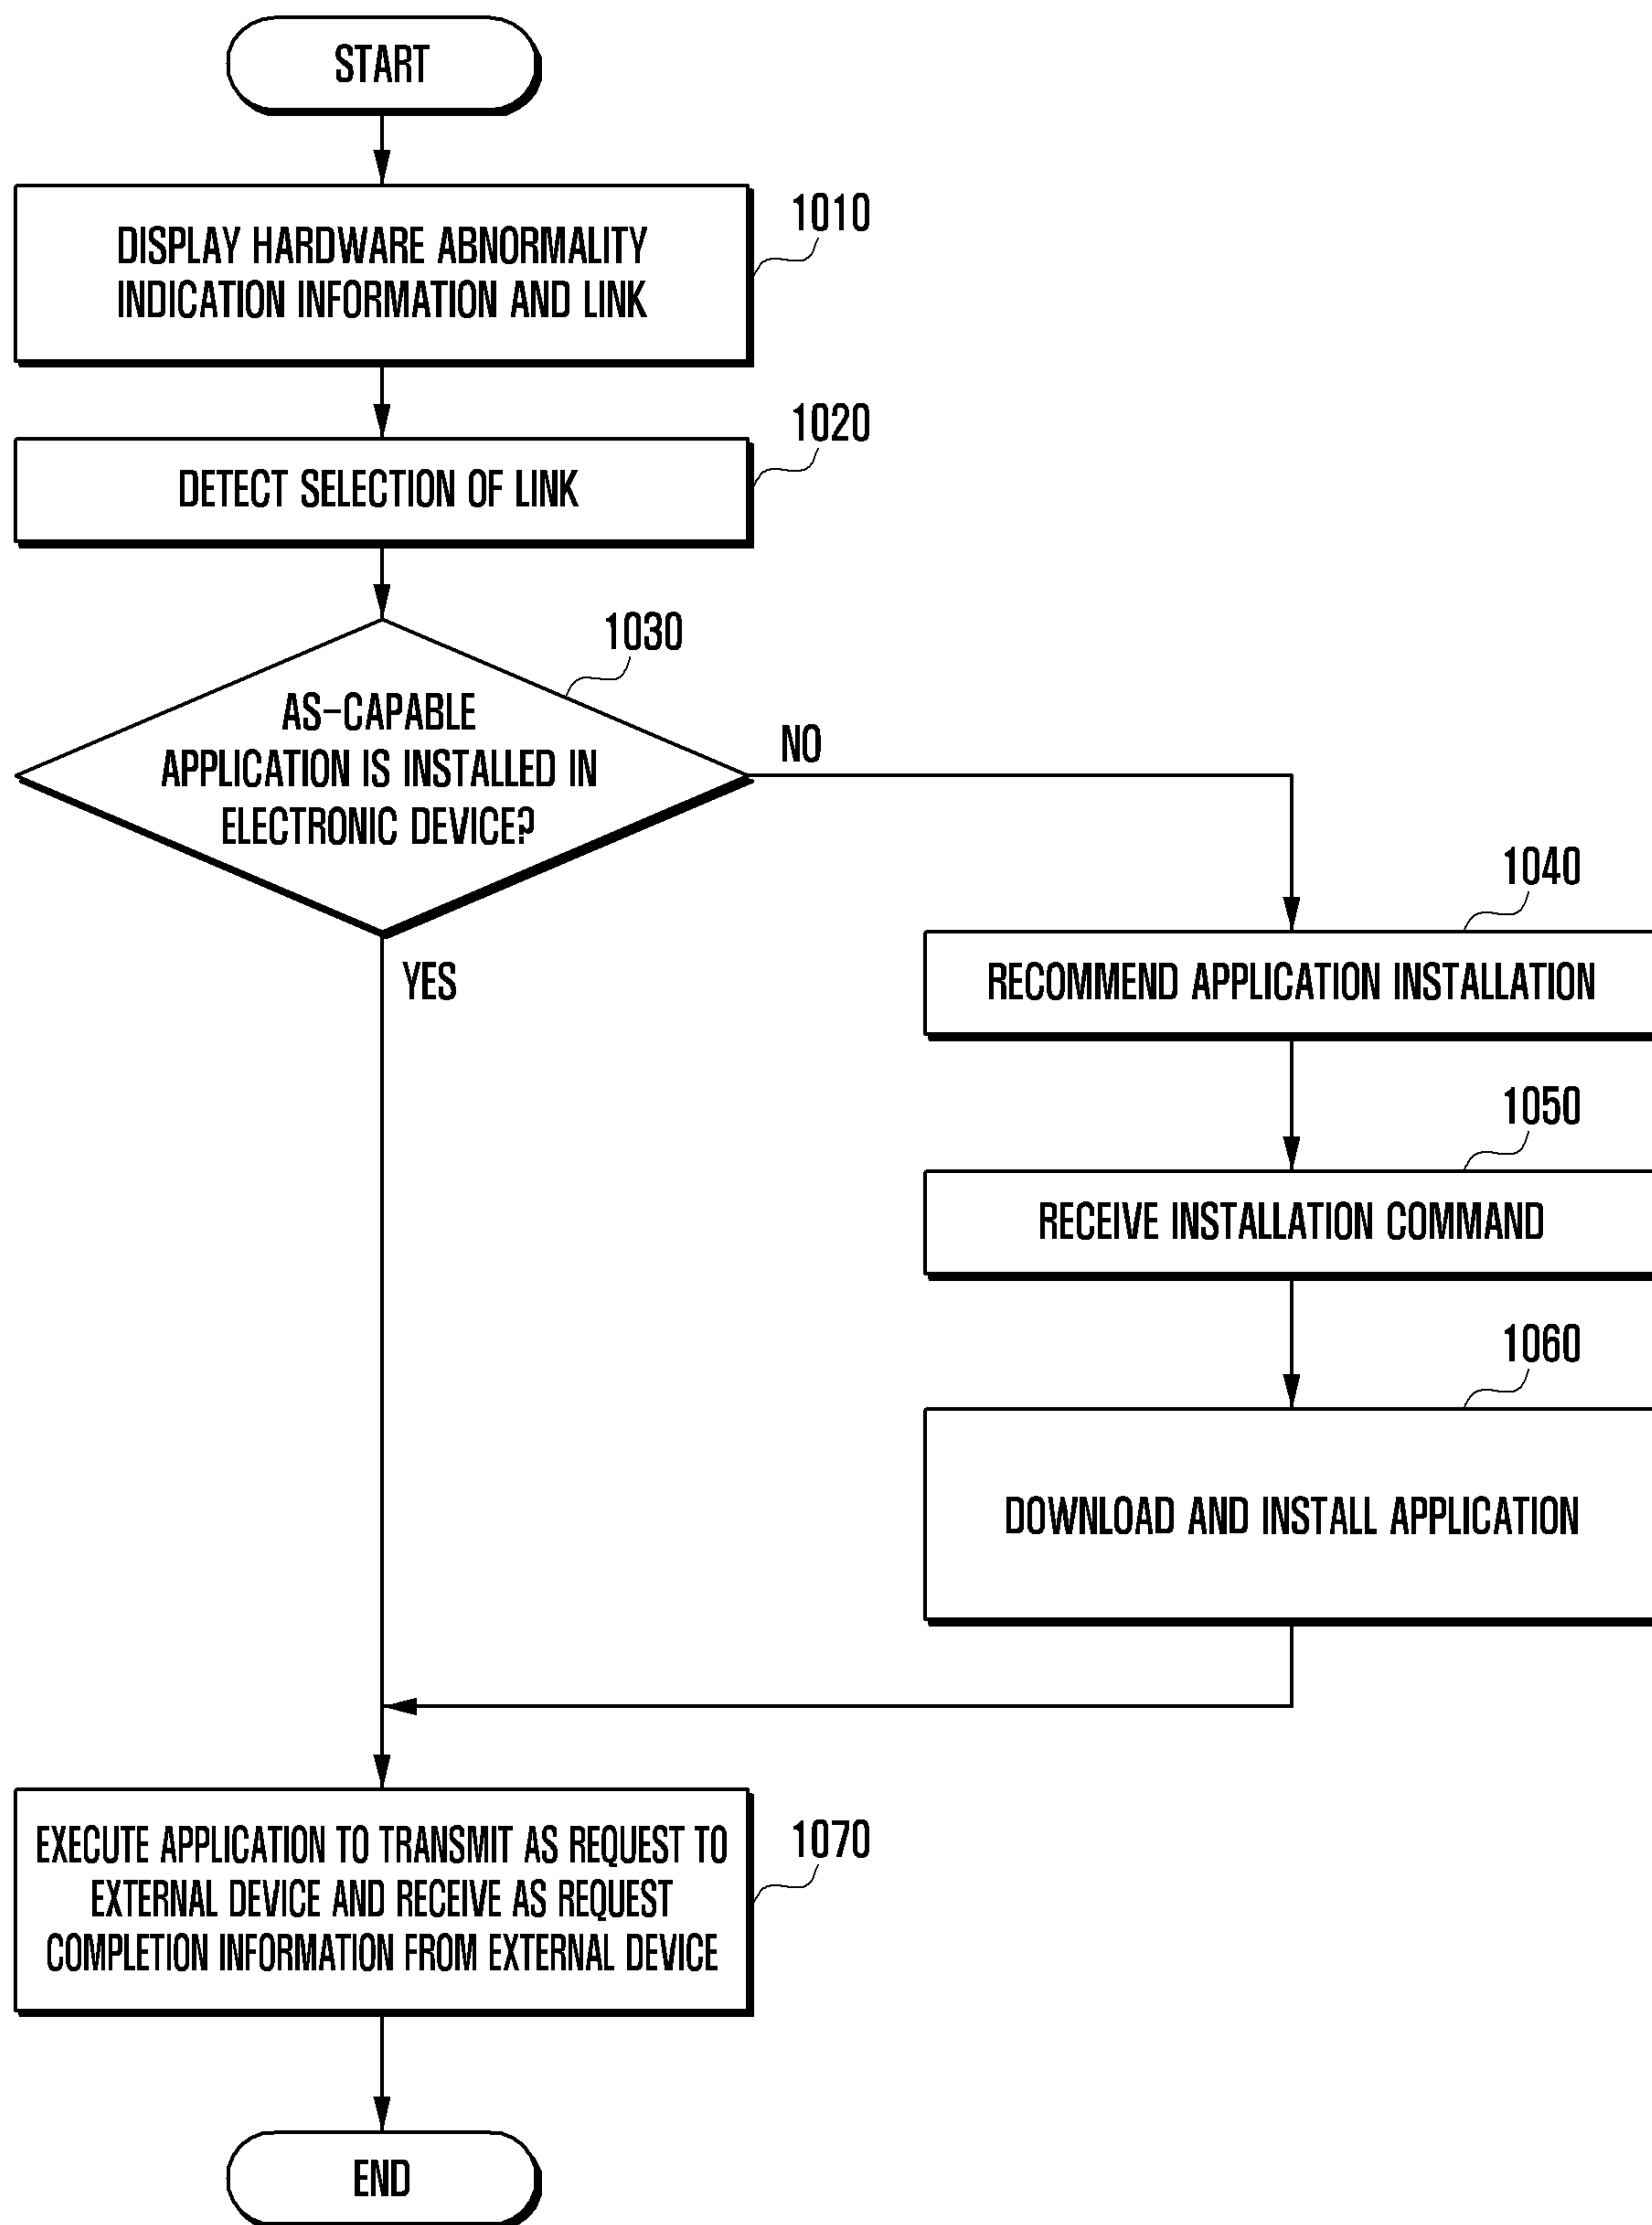 START
1010
DISPLAY HARDWARE ABNORMALITY
INDICATION INFORMATION AND LINK
1020
DETECT SELECTION OF LINK
1030
AS-CAPABLE
APPLICATION IS INSTALLED IN
ELECTRONIC DEVICE?
NO
YES
1040
RECOMMEND APPLICATION INSTALLATION
1050
RECEIVE INSTALLATION COMMAND
1060
DOWNLOAD AND INSTALL APPLICATION
1070
EXECUTE APPLICATION TO TRANSMIT AS REQUEST TO
EXTERNAL DEVICE AND RECEIVE AS REQUEST
COMPLETION INFORMATION FROM EXTERNAL DEVICE
END